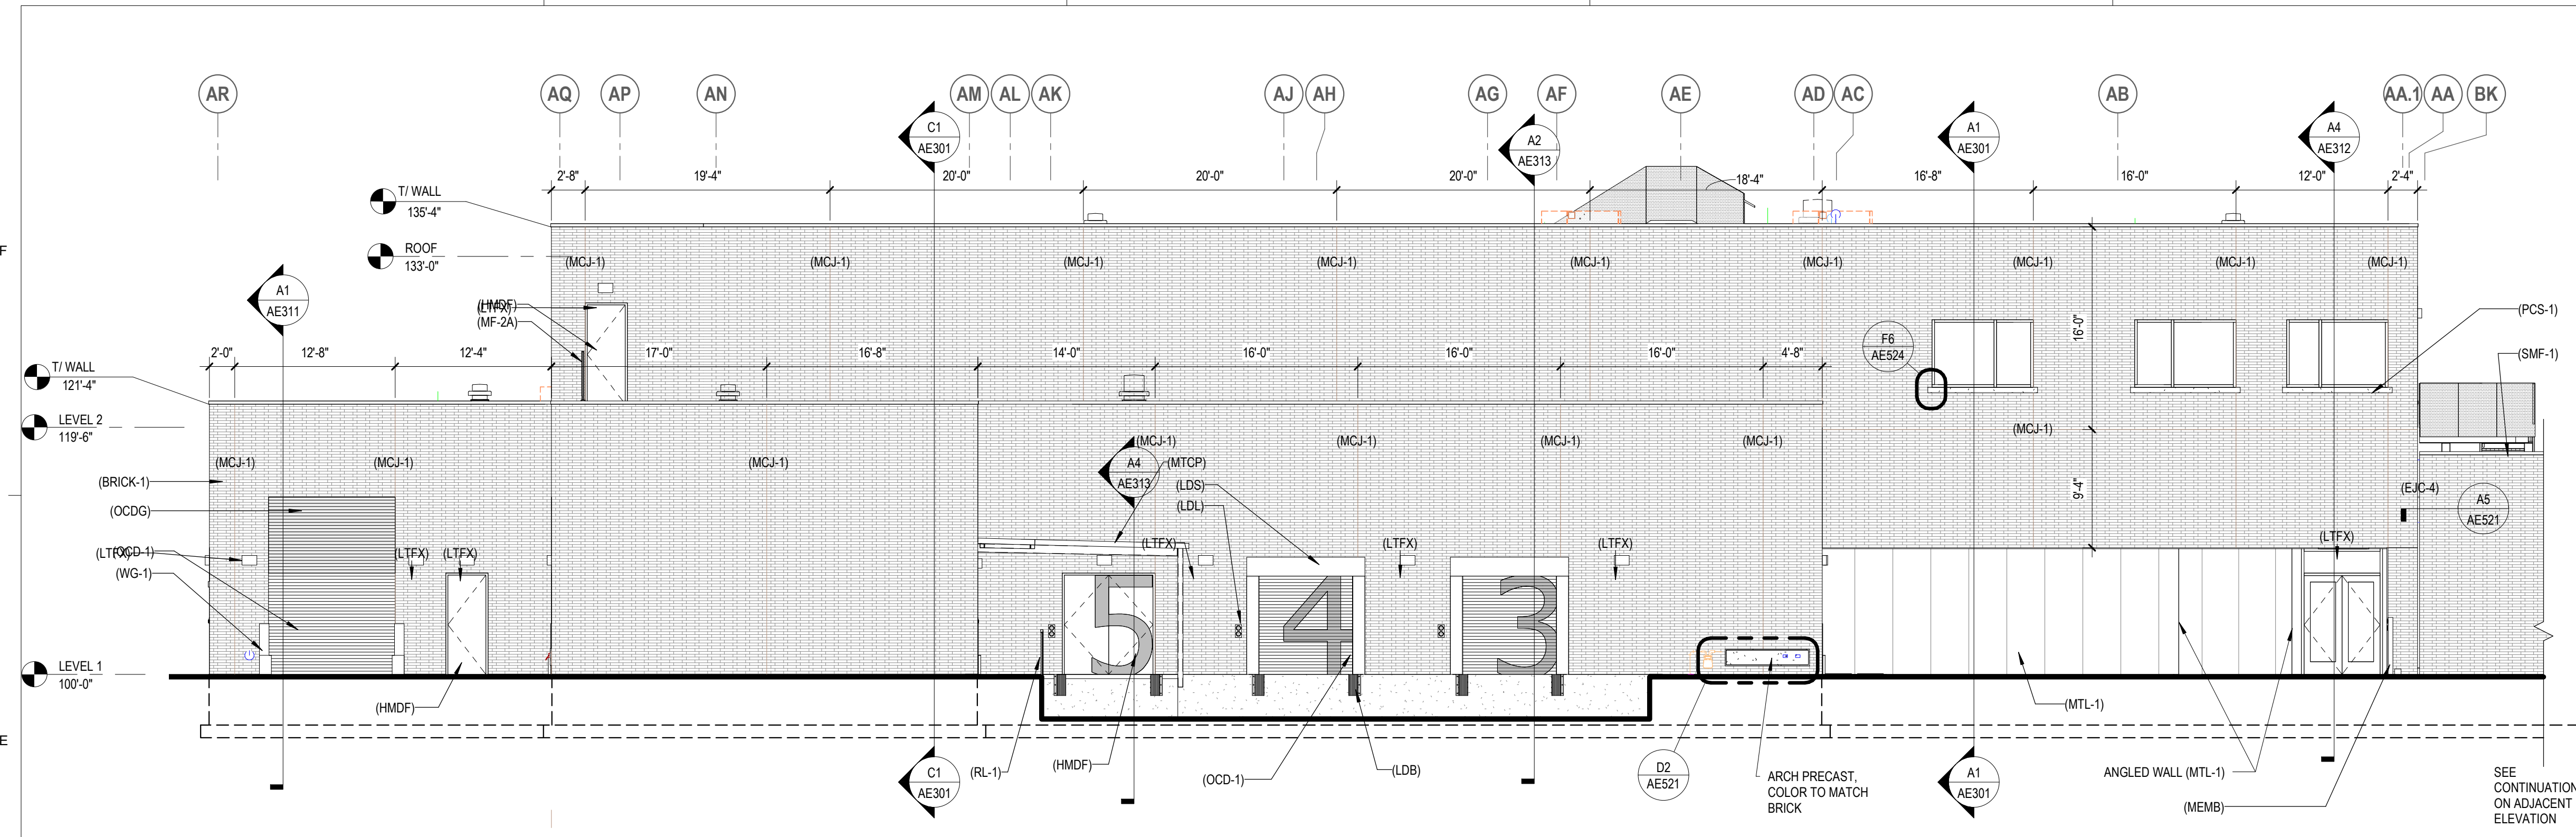 AR
AQ
AP
AN
AM
AL
AK
AJ
AH
AG
AF
AE
AD
AC
AB
AA.1
AA
BK
C1
AE301
A2
AE313
A1
AE301
A4
AE312
2'-8"
19'-4"
20'-0"
20'-0"
20'-0"
18'-4"
16'-8"
16'-0"
12'-0"
2'-4"
T/ WALL
135'-4"
F
ROOF
133'-0"
(MCJ-1)
(MCJ-1)
(MCJ-1)
(MCJ-1)
(MCJ-1)
(MCJ-1)
(MCJ-1)
(MCJ-1)
(MCJ-1)
A1
AE311
(HMDF)
(LTFX)
(MF-2A)
(PCS-1)
16'-0"
F6
AE524
(SMF-1)
2'-0"
12'-8"
12'-4"
17'-0"
16'-8"
14'-0"
16'-0"
16'-0"
16'-0"
4'-8"
T/ WALL
121'-4"
LEVEL 2
119'-6"
(MCJ-1)
(MCJ-1)
(MCJ-1)
(MCJ-1)
(MCJ-1)
(MCJ-1)
(MCJ-1)
(MCJ-1)
A4
AE313
(MTCP)
(BRICK-1)
(LDS)
(LDL)
9'-4"
(EJC-4)
A5
AE521
(OCDG)
(LTFX)
(OCD-1)
(LTFX)
(LTFX)
(LTFX)
(LTFX)
(LTFX)
(LTFX)
(WG-1)
5
4
3
LEVEL 1
100'-0"
(HMDF)
(MTL-1)
E
C1
AE301
(RL-1)
(HMDF)
(OCD-1)
(LDB)
D2
AE521
ARCH PRECAST,
COLOR TO MATCH
BRICK
A1
AE301
ANGLED WALL (MTL-1)
(MEMB)
SEE
CONTINUATION
ON ADJACENT
ELEVATION